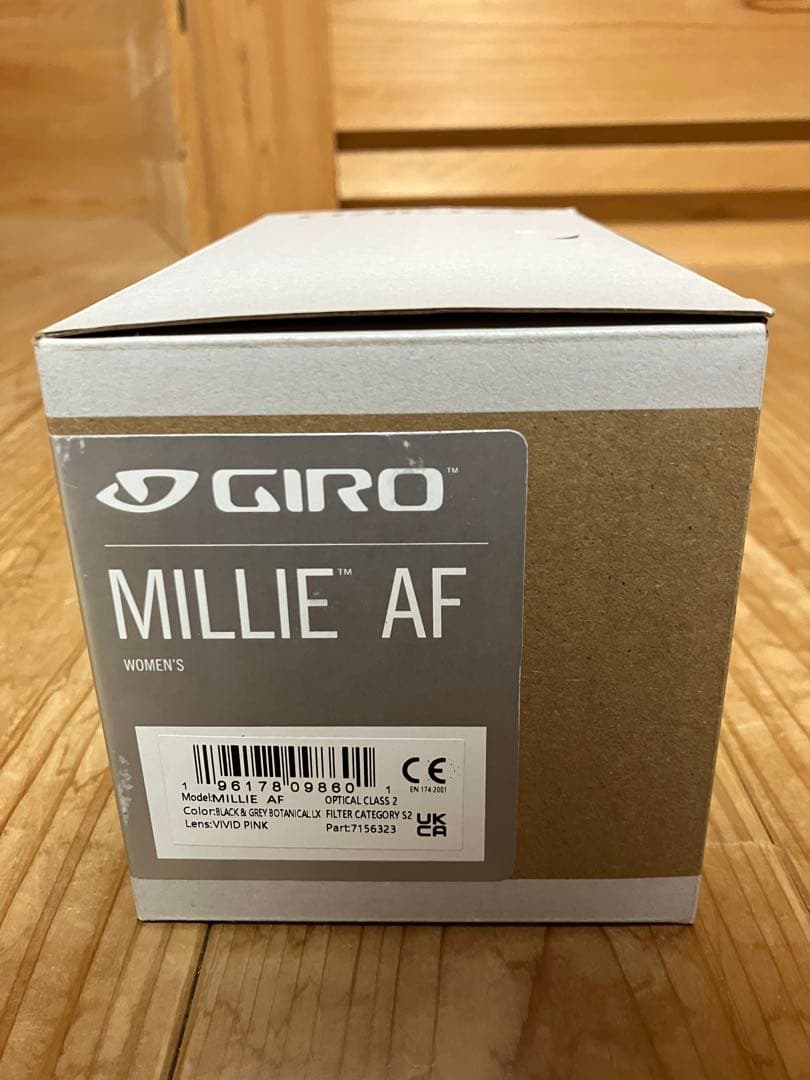 GIRO™
MILLIE™ AF
WOMEN'S
1 96178 09860 1
CE
EN 174:2001
Model:MILLIE AF OPTICAL CLASS 2
Color:BLACK & GREY BOTANICAL LX FILTER CATEGORY S2
Lens:VIVID PINK Part:7156323
UK
CA